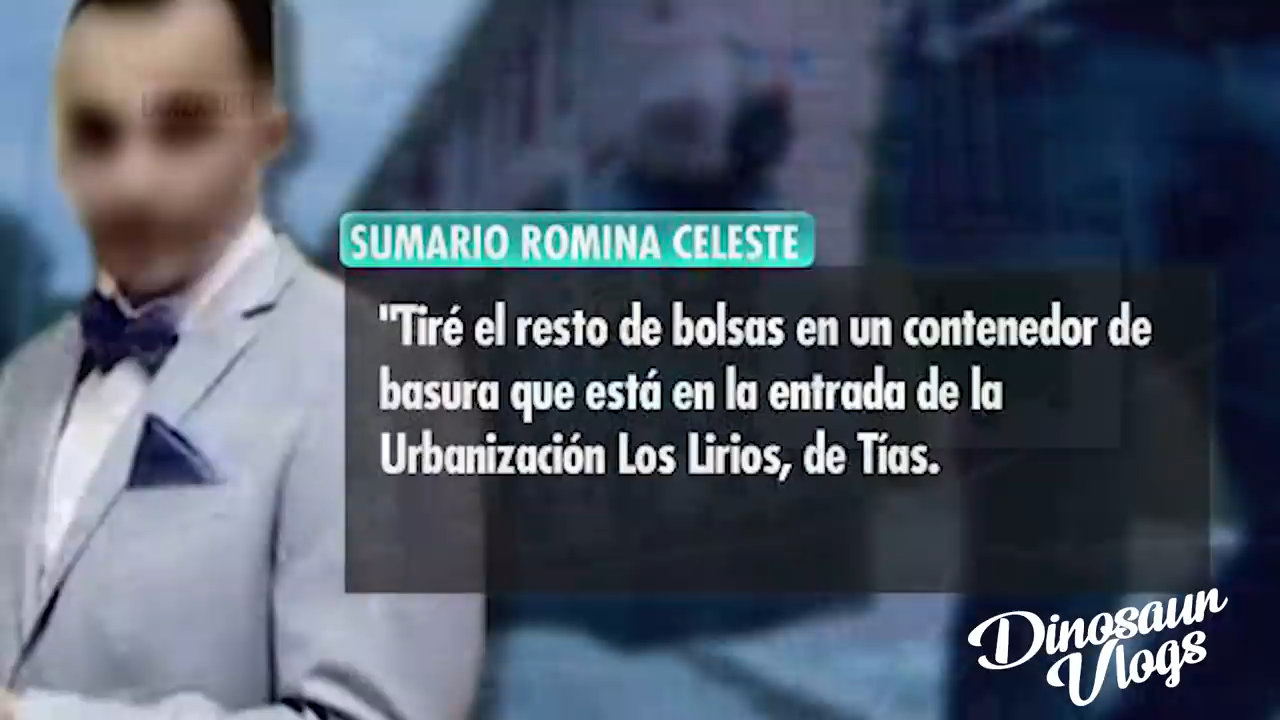 SUMARIO ROMINA CELESTE
"Tiré el resto de bolsas en un contenedor de
basura que está en la entrada de la
Urbanización Los Lirios, de Tías.
Dinosaun
Vlogs